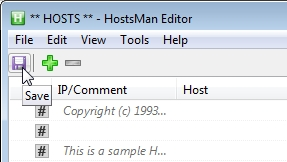 ** HOSTS ** - HostsMan Editor
File Edit View Tools Help
Save
IP/Comment Host
# Copyright (c) 1993...
#
# This is a sample H...